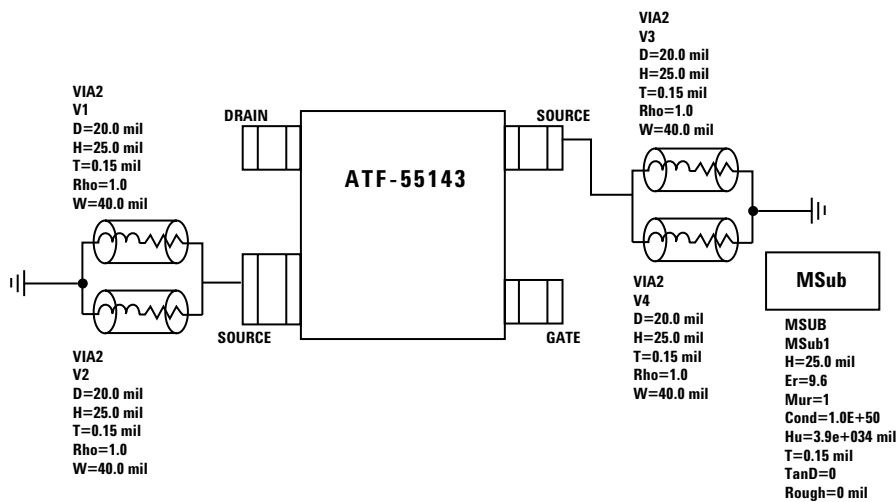 VIA2
V3
D=20.0 mil
H=25.0 mil
T=0.15 mil
Rho=1.0
W=40.0 mil
VIA2
V1
D=20.0 mil
H=25.0 mil
T=0.15 mil
Rho=1.0
W=40.0 mil
DRAIN
SOURCE
ATF-55143
SOURCE
GATE
VIA2
V2
D=20.0 mil
H=25.0 mil
T=0.15 mil
Rho=1.0
W=40.0 mil
VIA2
V4
D=20.0 mil
H=25.0 mil
T=0.15 mil
Rho=1.0
W=40.0 mil
MSub
MSUB
MSub1
H=25.0 mil
Er=9.6
Mur=1
Cond=1.0E+50
Hu=3.9e+034 mil
T=0.15 mil
TanD=0
Rough=0 mil